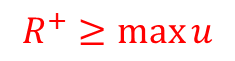 R⁺ ≥ max u